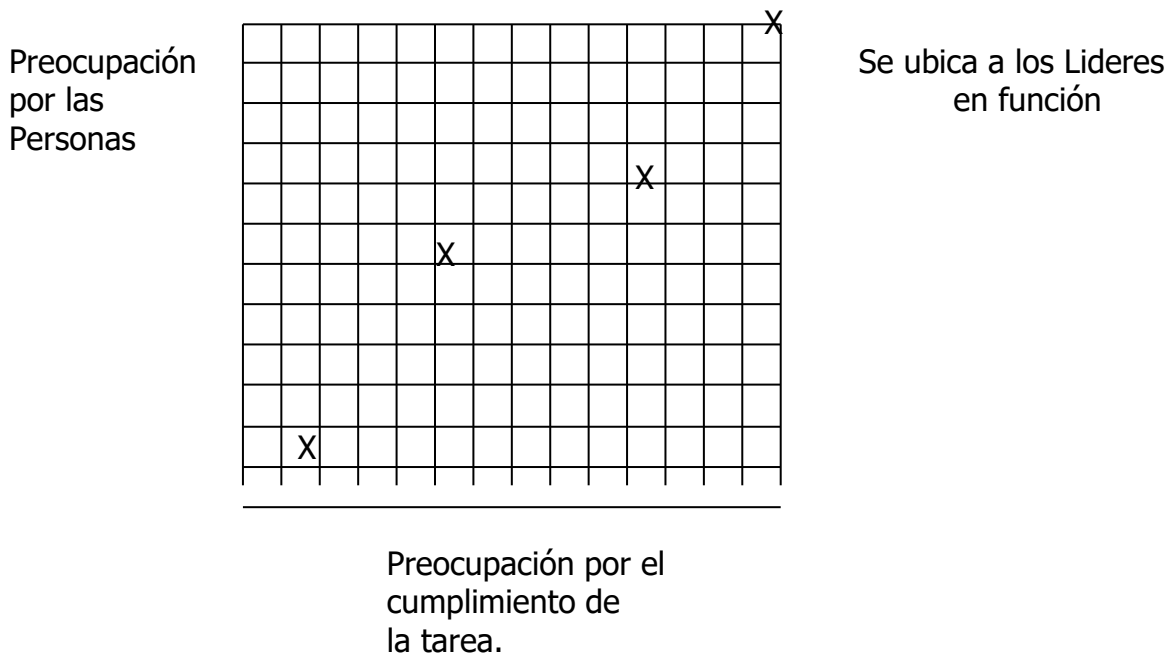 X
Preocupación
por las
Personas
Se ubica a los Lideres
en función
X
X
X
Preocupación por el
cumplimiento de
la tarea.